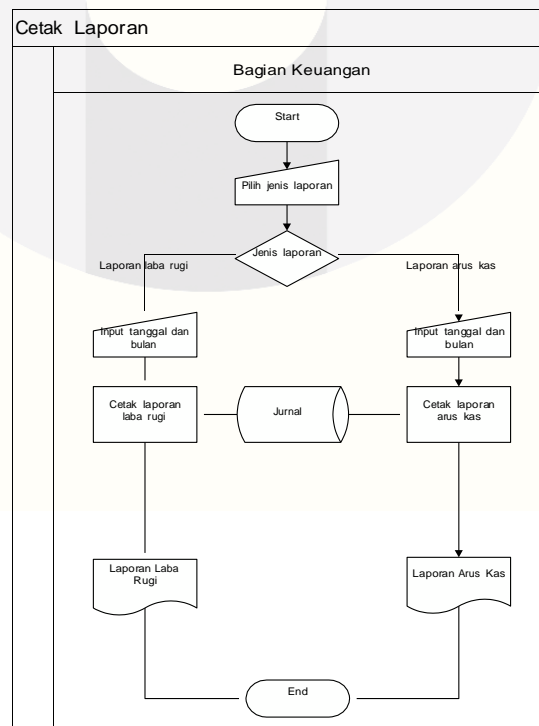 Cetak Laporan
Bagian Keuangan
Start
Pilih jenis laporan
Jenis laporan
Laporan laba rugi
Laporan arus kas
Input tanggal dan
bulan
Input tanggal dan
bulan
Cetak laporan
laba rugi
Jurnal
Cetak laporan
arus kas
Laporan Laba
Rugi
Laporan Arus Kas
End